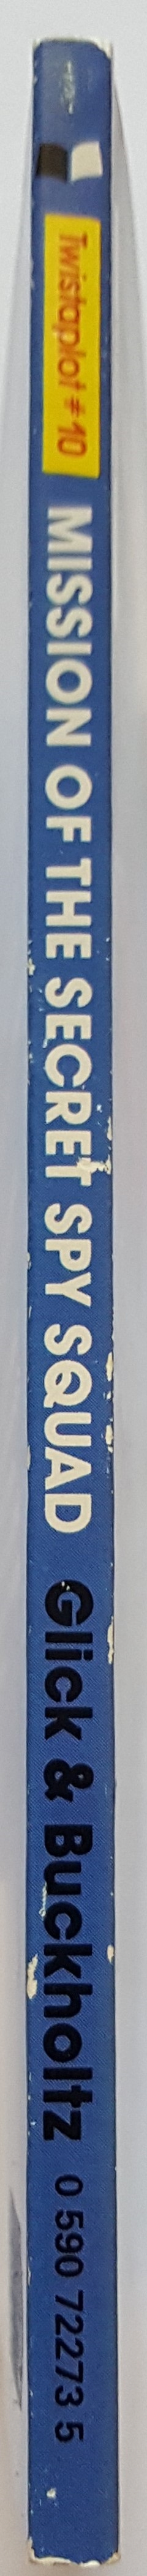 Twistaplot #10 MISSION OF THE SECRET SPY SQUAD Glick & Buckholtz 0 590 72273 5